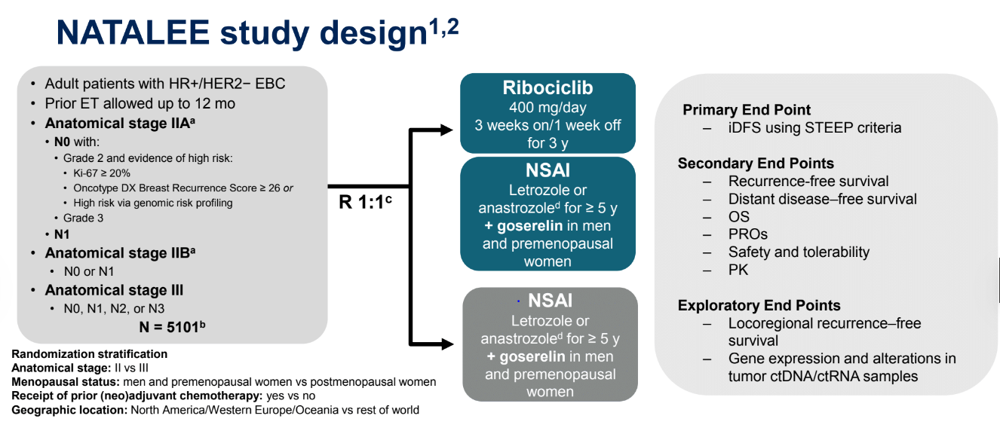 NATALEE study design¹,²
• Adult patients with HR+/HER2− EBC
• Prior ET allowed up to 12 mo
• Anatomical stage IIAᵃ
• N0 with:
• Grade 2 and evidence of high risk:
• Ki-67 ≥ 20%
• Oncotype DX Breast Recurrence Score ≥ 26 or
• High risk via genomic risk profiling
• Grade 3
• N1
• Anatomical stage IIBᵃ
• N0 or N1
• Anatomical stage III
• N0, N1, N2, or N3
N = 5101ᵇ
Randomization stratification
Anatomical stage: II vs III
Menopausal status: men and premenopausal women vs postmenopausal women
Receipt of prior (neo)adjuvant chemotherapy: yes vs no
Geographic location: North America/Western Europe/Oceania vs rest of world
R 1:1ᶜ
Ribociclib
400 mg/day
3 weeks on/1 week off
for 3 y
NSAI
Letrozole or
anastrozoleᵈ for ≥ 5 y
+ goserelin in men
and premenopausal
women
NSAI
Letrozole or
anastrozoleᵈ for ≥ 5 y
+ goserelin in men
and premenopausal
women
Primary End Point
– iDFS using STEEP criteria
Secondary End Points
– Recurrence-free survival
– Distant disease–free survival
– OS
– PROs
– Safety and tolerability
– PK
Exploratory End Points
– Locoregional recurrence–free
survival
– Gene expression and alterations in
tumor ctDNA/ctRNA samples